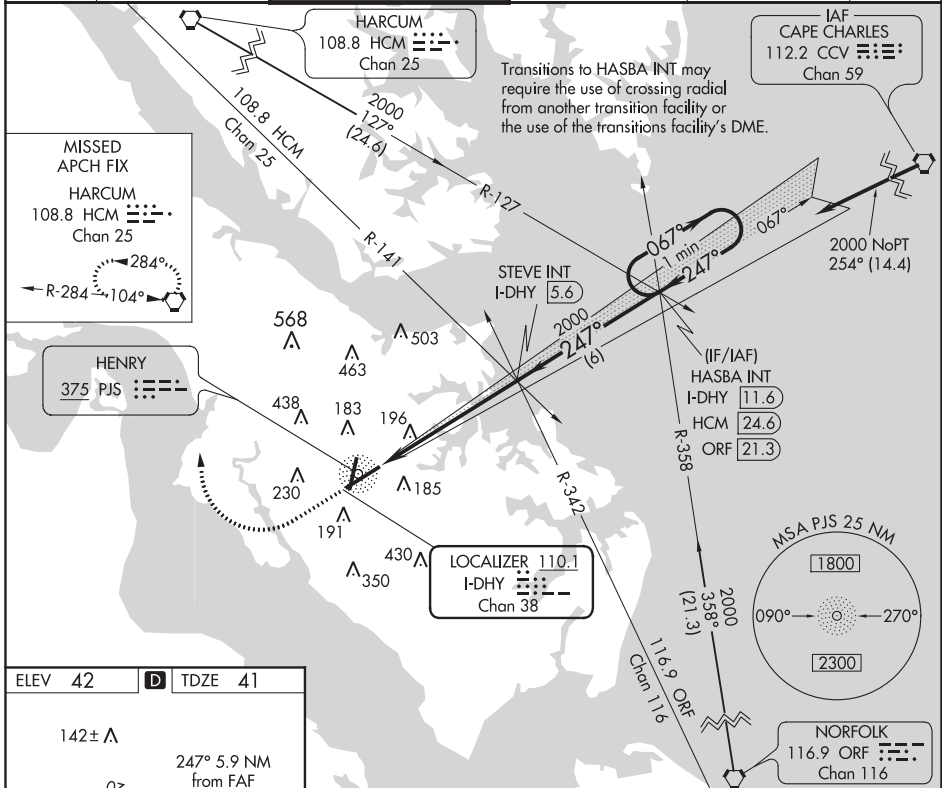 HARCUM
108.8 HCM
Chan 25
IAF
CAPE CHARLES
112.2 CCV
Chan 59
Transitions to HASBA INT may
require the use of crossing radial
from another transition facility or
the use of the transitions facility's DME.
108.8 HCM
Chan 25
2000
127°
(24.6)
MISSED
APCH FIX
HARCUM
108.8 HCM
Chan 25
284°
R-284
104°
R-127
R-141
067°
1 min
247°
067°
2000 NoPT
254° (14.4)
STEVE INT
I-DHY 5.6
2000
247°
(6)
(IF/IAF)
HASBA INT
I-DHY 11.6
HCM 24.6
ORF 21.3
568
503
463
HENRY
375 PJS
438
183
196
230
185
191
430
350
R-342
R-358
LOCALIZER 110.1
I-DHY
Chan 38
MSA PJS 25 NM
1800
090°
270°
2300
2000
358°
(21.3)
116.9 ORF
Chan 116
NORFOLK
116.9 ORF
Chan 116
ELEV 42 D TDZE 41
142±
247° 5.9 NM
from FAF